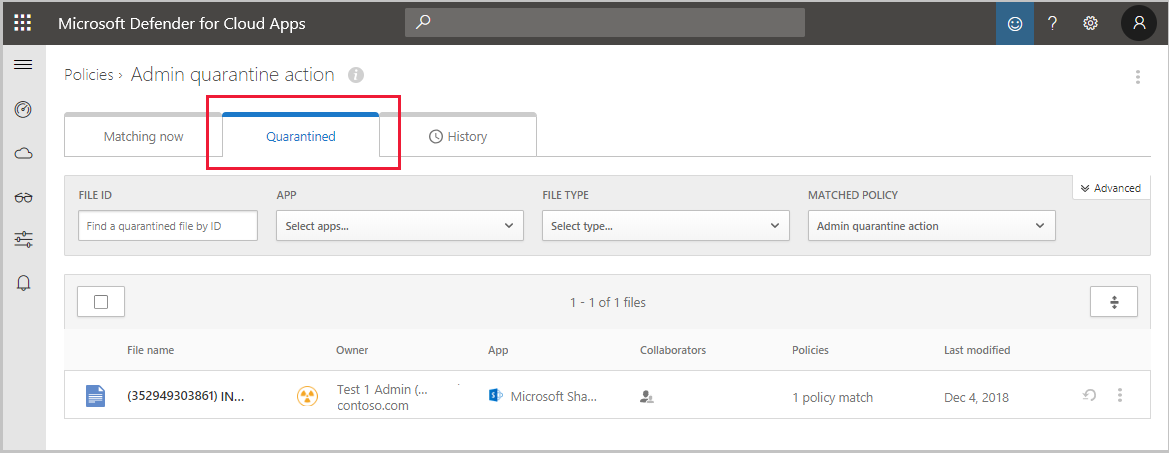 Microsoft Defender for Cloud Apps
?
Policies › Admin quarantine action
Matching now
Quarantined
History
FILE ID
APP
FILE TYPE
MATCHED POLICY
Advanced
Find a quarantined file by ID
Select apps...
Select type...
Admin quarantine action
1 - 1 of 1 files
File name
Owner
App
Collaborators
Policies
Last modified
(352949303861) IN...
Test 1 Admin (...
contoso.com
Microsoft Sha...
1 policy match
Dec 4, 2018